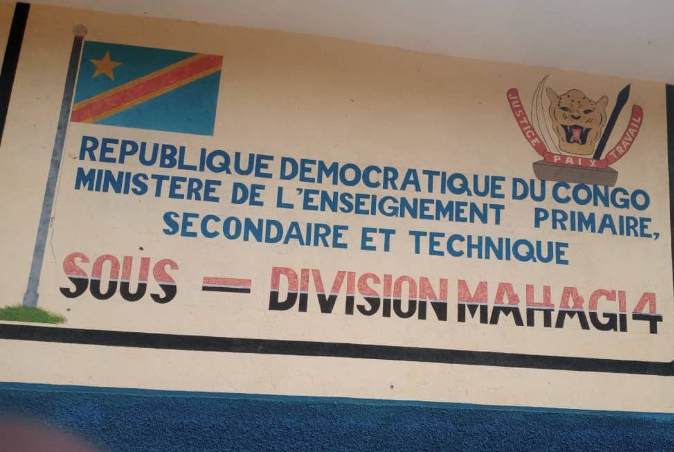 JUSTICE PAIX TRAVAIL
REPUBLIQUE DEMOCRATIQUE DU CONGO
MINISTERE DE L'ENSEIGNEMENT PRIMAIRE,
SECONDAIRE ET TECHNIQUE
SOUS - DIVISION MAHAGI 4